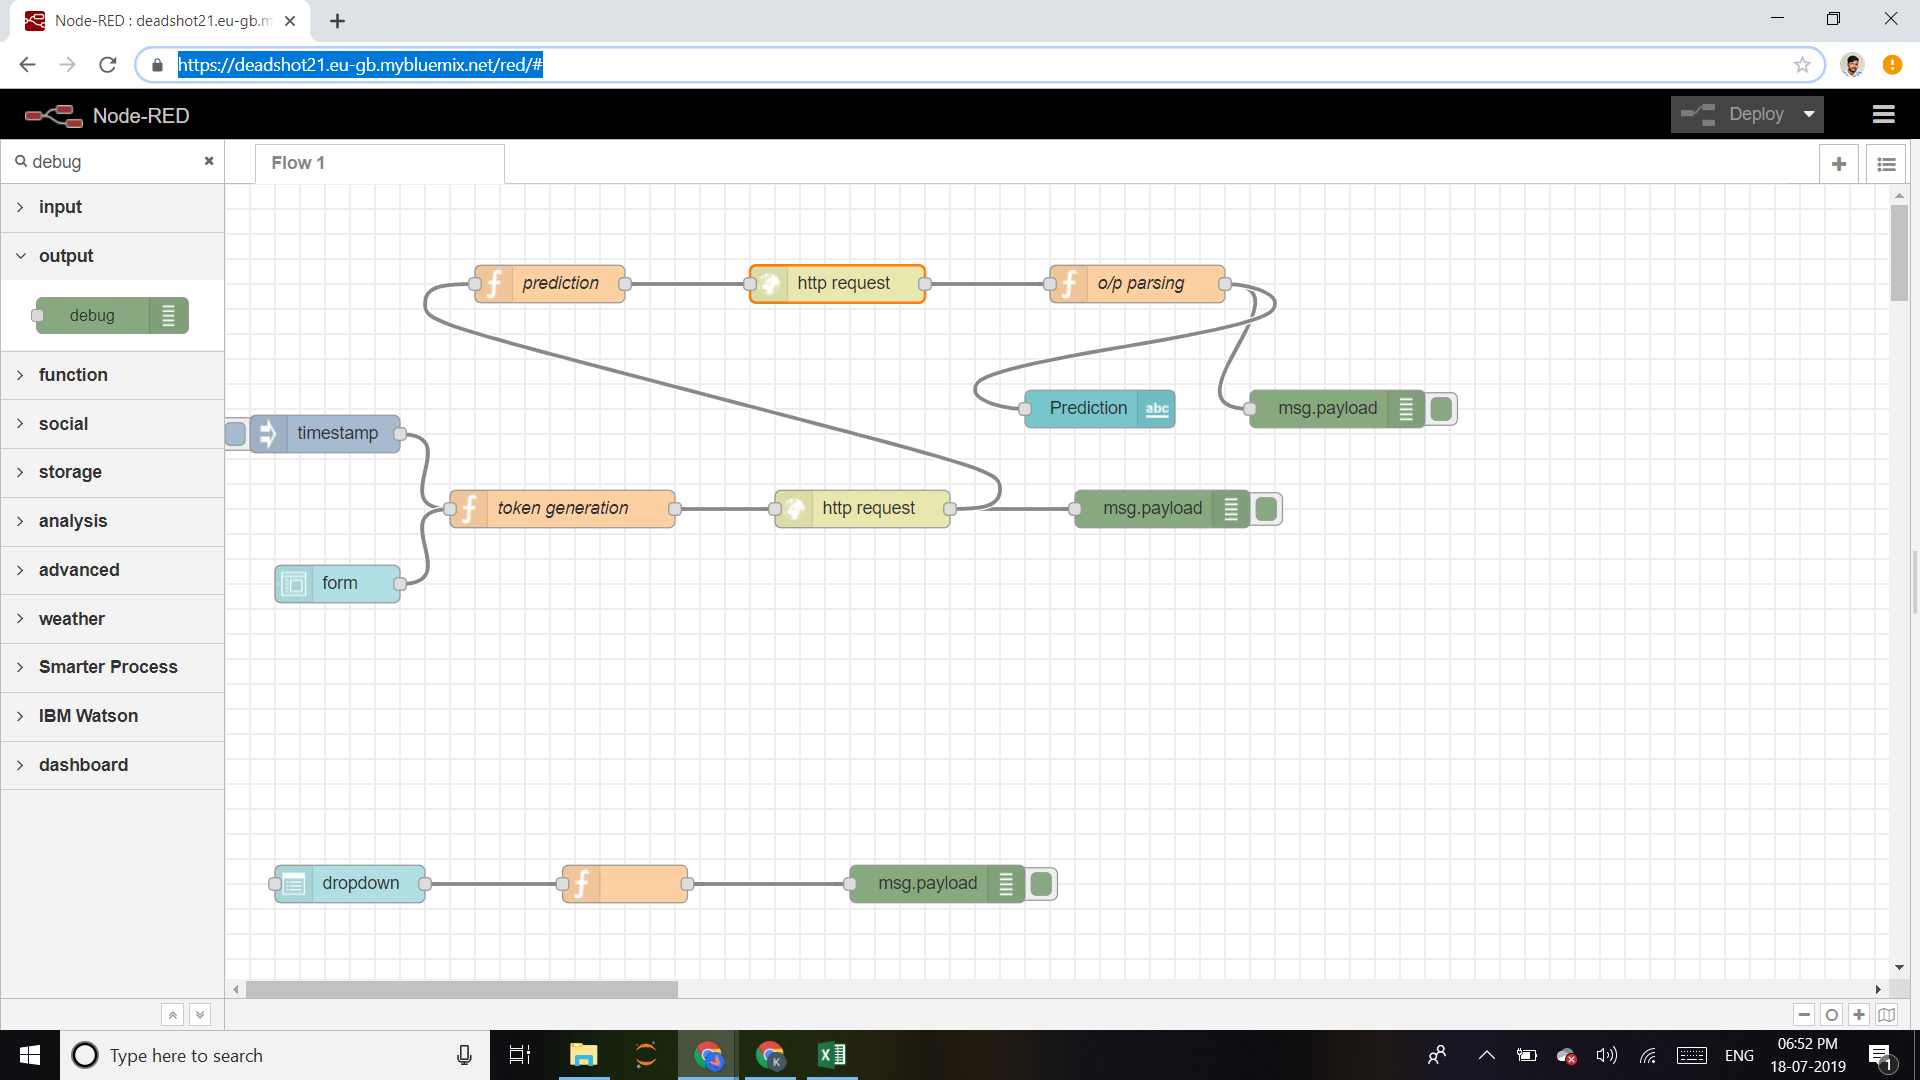 Node-RED : deadshot21.eu-gb.m
https://deadshot21.eu-gb.mybluemix.net/red/#
Node-RED
Deploy
debug
Flow 1
input
output
debug
function
social
storage
analysis
advanced
weather
Smarter Process
IBM Watson
dashboard
prediction
http request
o/p parsing
Prediction
abc
msg.payload
timestamp
token generation
http request
msg.payload
form
dropdown
msg.payload
Type here to search
K
ENG
06:52 PM
18-07-2019
1